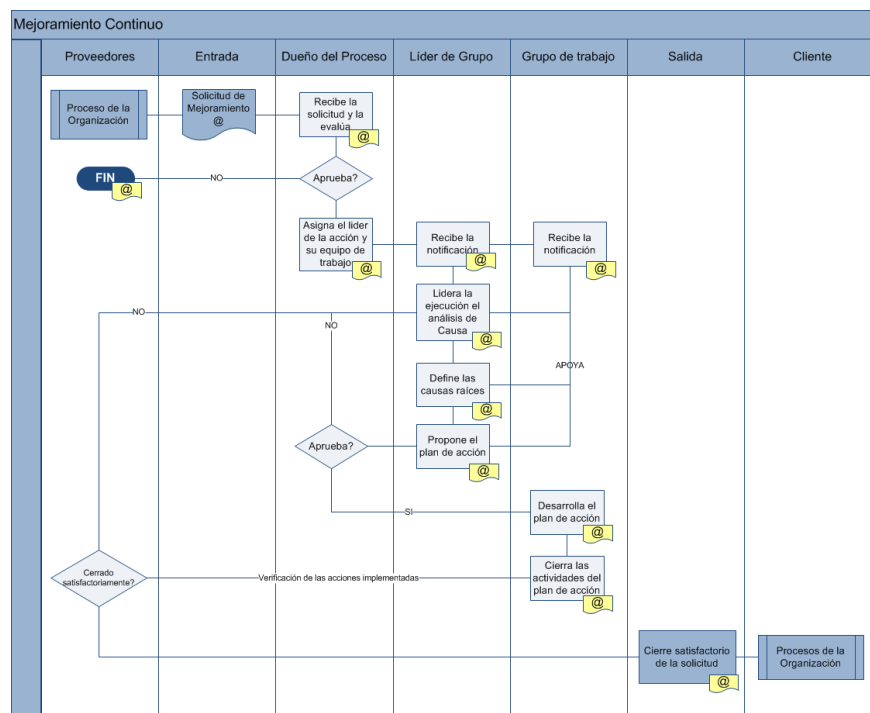 Mejoramiento Continuo
Proveedores
Entrada
Dueño del Proceso
Líder de Grupo
Grupo de trabajo
Salida
Cliente
Proceso de la
Organización
Solicitud de
Mejoramiento
@
Recibe la
solicitud y la
evalúa
@
FIN
@
NO
Aprueba?
Asigna el lider
de la acción y
su equipo de
trabajo
@
Recibe la
notificación
@
Recibe la
notificación
@
Lidera la
ejecución el
análisis de
Causa
@
NO
NO
APOYA
Define las
causas raíces
@
Aprueba?
Propone el
plan de acción
@
SI
Desarrolla el
plan de acción
@
Cerrado
satisfactoriamente?
Verificación de las acciones implementadas
Cierra las
actividades del
plan de acción
@
Cierre satisfactorio
de la solicitud
@
Procesos de la
Organización